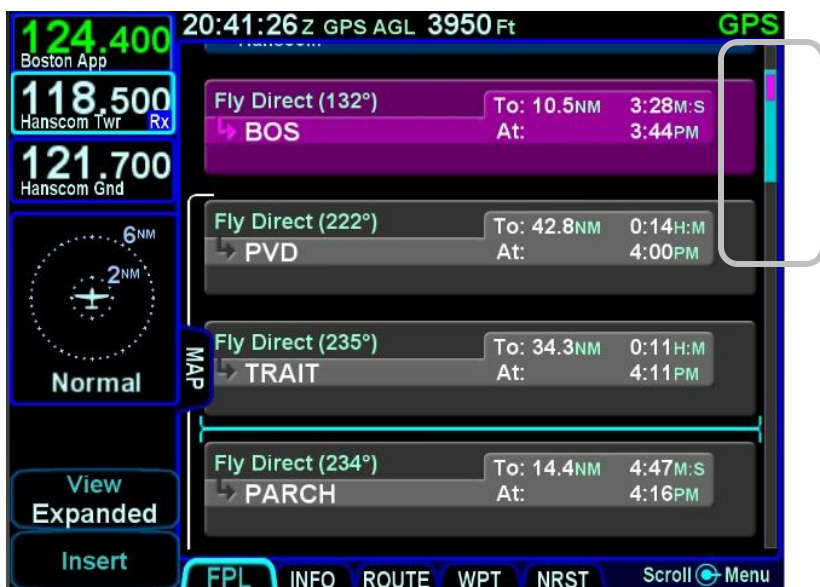 124.400
Boston App
118.500
Hanscom Twr Rx
121.700
Hanscom Gnd
6NM
2NM
Normal
View
Expanded
Insert
20:41:26Z GPS AGL 3950 Ft GPS
Hanscom
Fly Direct (132°) To: 10.5NM 3:28M:S
BOS At: 3:44PM
Fly Direct (222°) To: 42.8NM 0:14H:M
PVD At: 4:00PM
MAP
Fly Direct (235°) To: 34.3NM 0:11H:M
TRAIT At: 4:11PM
Fly Direct (234°) To: 14.4NM 4:47M:S
PARCH At: 4:16PM
FPL INFO ROUTE WPT NRST Scroll Menu